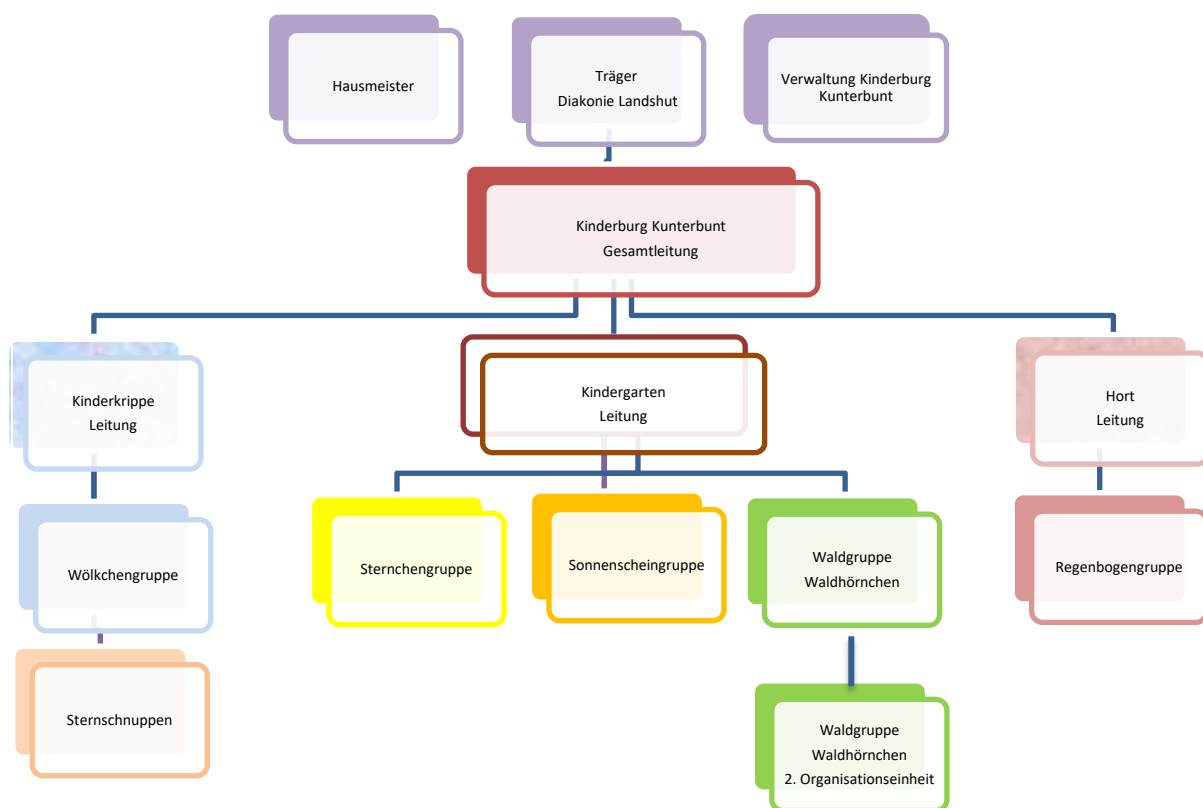 Hausmeister
Träger
Diakonie Landshut
Verwaltung Kinderburg
Kunterbunt
Kinderburg Kunterbunt
Gesamtleitung
Kinderkrippe
Leitung
Kindergarten
Leitung
Hort
Leitung
Wölkchengruppe
Sternchengruppe
Sonnenscheingruppe
Waldgruppe
Waldhörnchen
Regenbogengruppe
Sternschnuppen
Waldgruppe
Waldhörnchen
2. Organisationseinheit